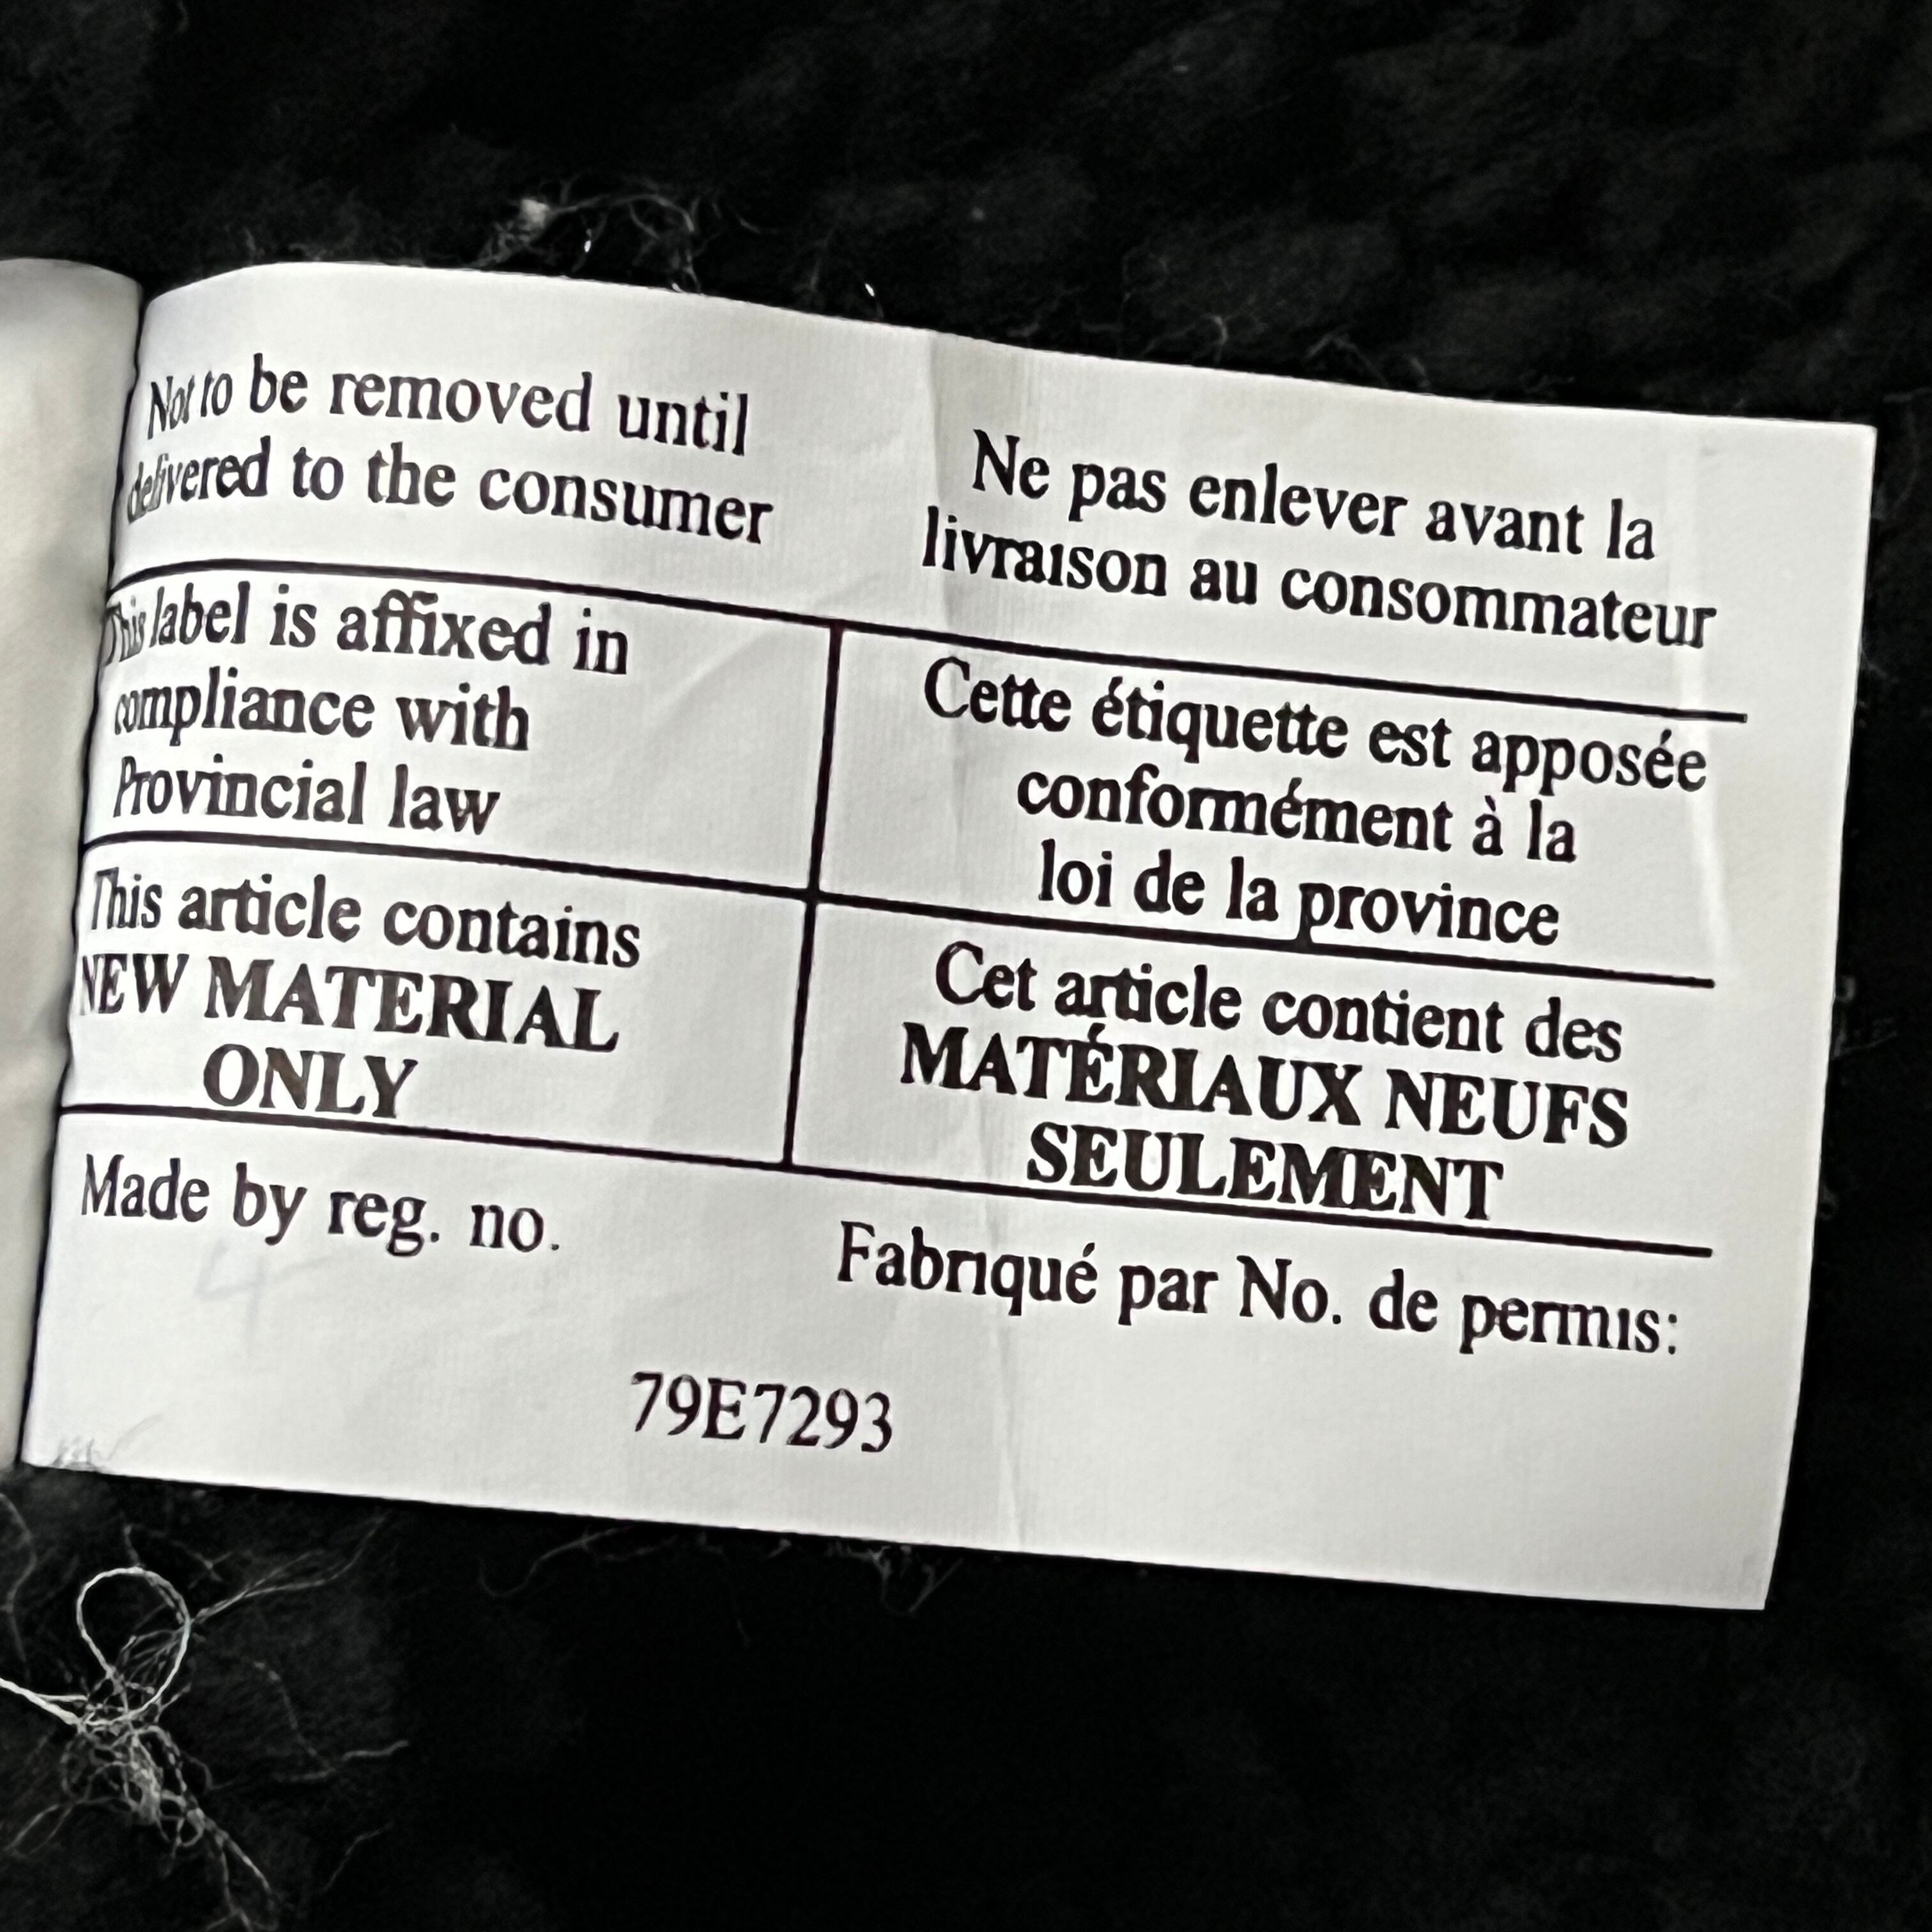 Not to be removed until
delivered to the consumer
Ne pas enlever avant la
livraison au consommateur
This label is affixed in
compliance with
Provincial law
Cette étiquette est apposée
conformément à la
loi de la province
This article contains
NEW MATERIAL
ONLY
Cet article contient des
MATÉRIAUX NEUFS
SEULEMENT
Made by reg. no.
Fabriqué par No. de permis:
79E7293